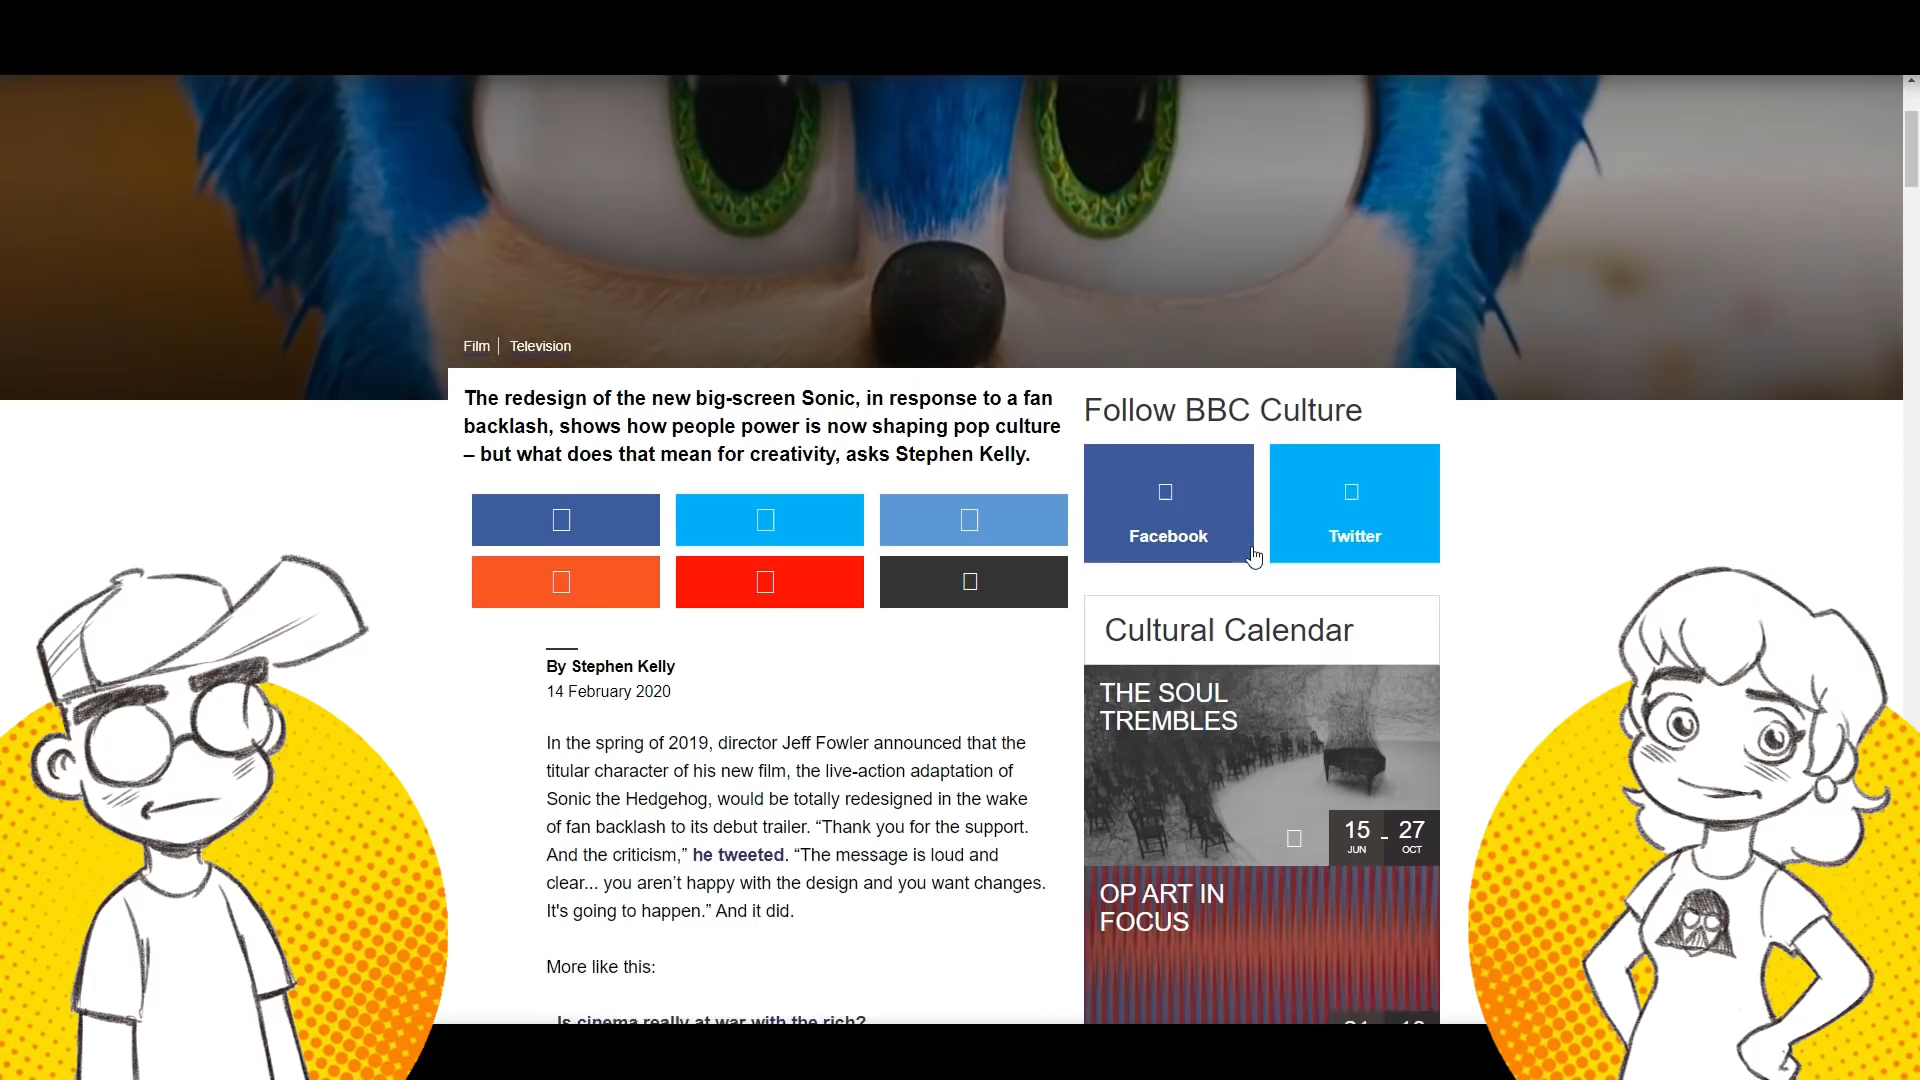 Film | Television
The redesign of the new big-screen Sonic, in response to a fan
backlash, shows how people power is now shaping pop culture
– but what does that mean for creativity, asks Stephen Kelly.
By Stephen Kelly
14 February 2020
In the spring of 2019, director Jeff Fowler announced that the
titular character of his new film, the live-action adaptation of
Sonic the Hedgehog, would be totally redesigned in the wake
of fan backlash to its debut trailer. “Thank you for the support.
And the criticism,” he tweeted. “The message is loud and
clear... you aren’t happy with the design and you want changes.
It's going to happen.” And it did.
More like this:
Is cinema really at war with the rich?
Follow BBC Culture
Facebook
Twitter
Cultural Calendar
THE SOUL
TREMBLES
15 - 27
JUN OCT
OP ART IN
FOCUS